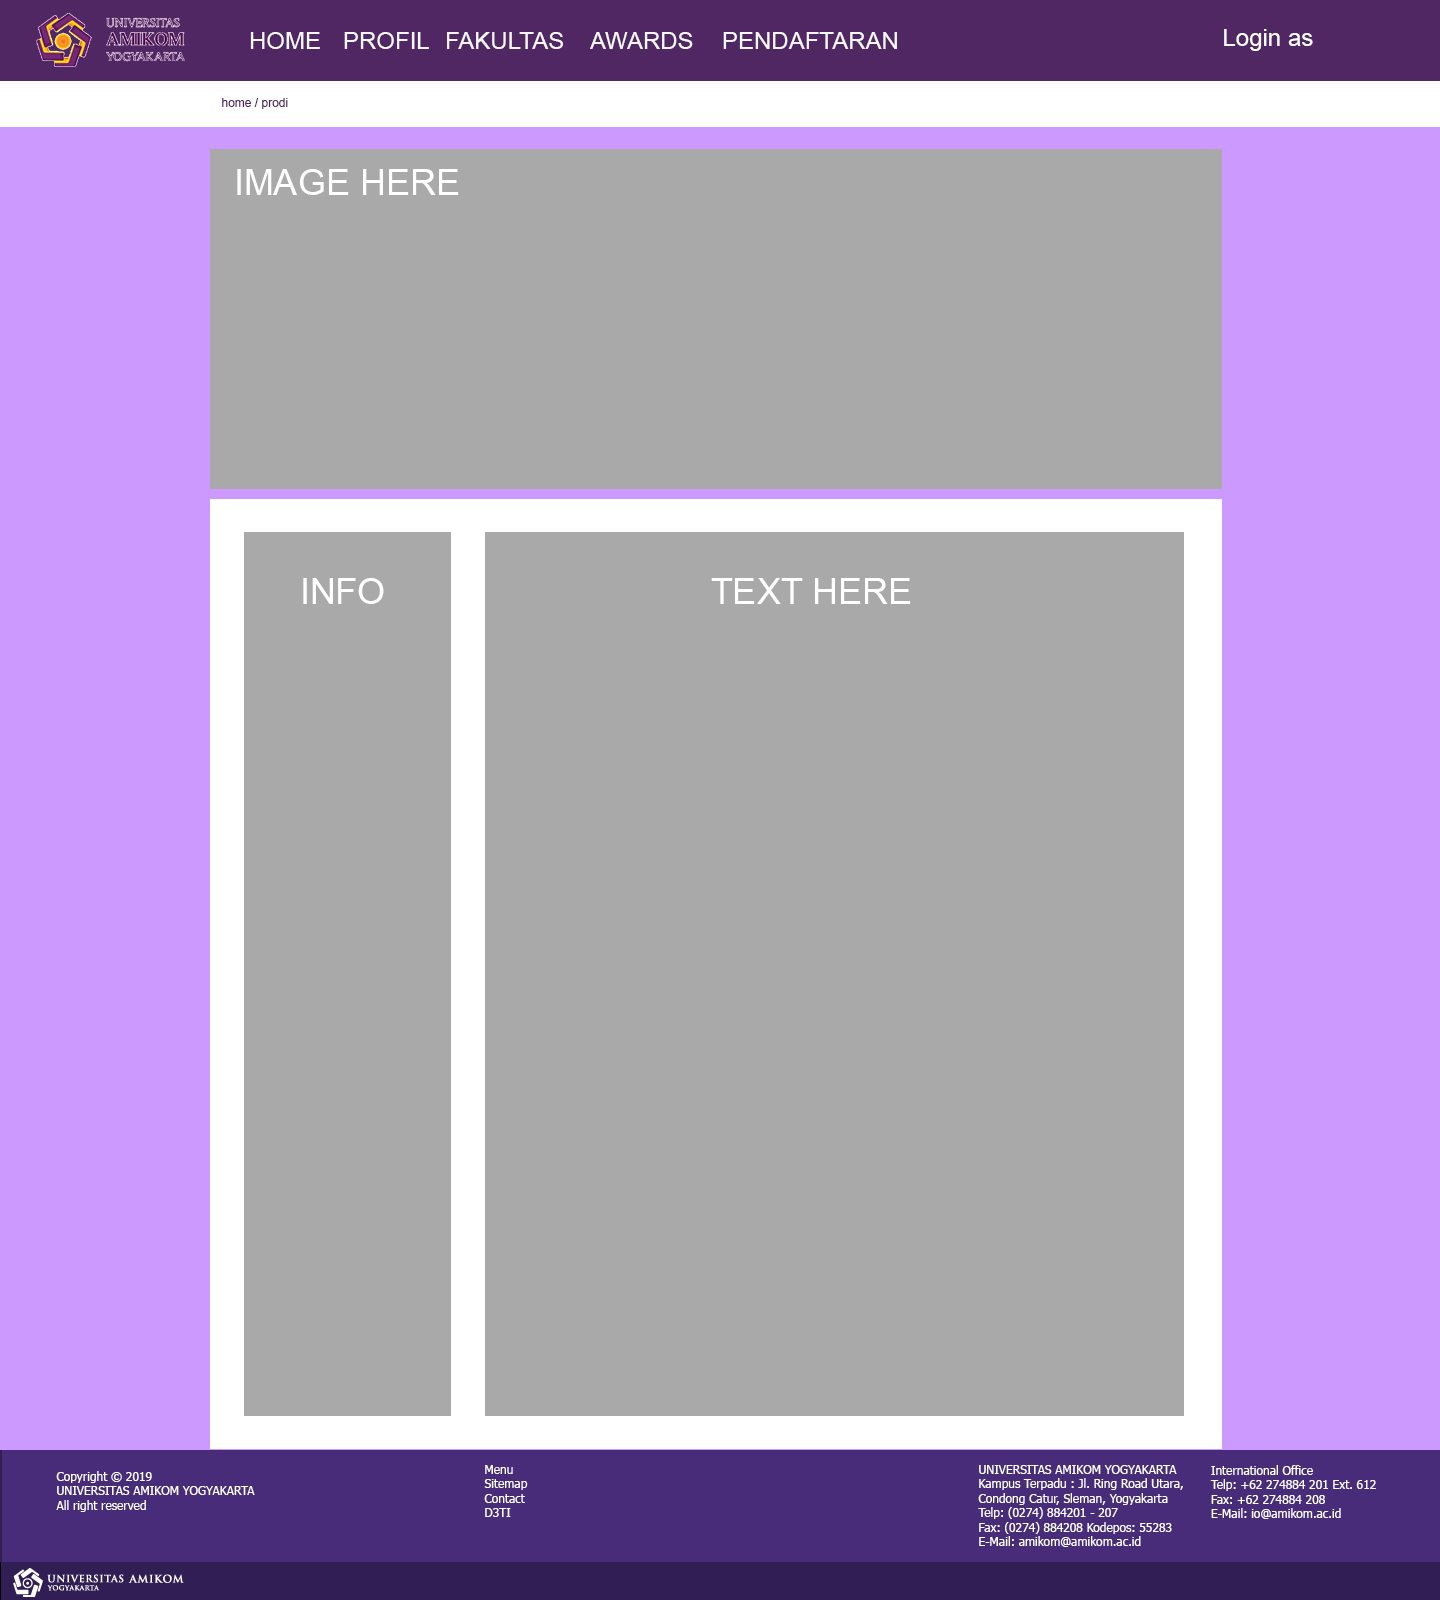 UNIVERSITAS
AMIKOM
YOGYAKARTA
HOME PROFIL FAKULTAS AWARDS PENDAFTARAN
Login as
home / prodi
IMAGE HERE
INFO
TEXT HERE
Copyright © 2019
UNIVERSITAS AMIKOM YOGYAKARTA
All right reserved
Menu
Sitemap
Contact
D3TI
UNIVERSITAS AMIKOM YOGYAKARTA
Kampus Terpadu : Jl. Ring Road Utara,
Condong Catur, Sleman, Yogyakarta
Telp: (0274) 884201 - 207
Fax: (0274) 884208 Kodepos: 55283
E-Mail: amikom@amikom.ac.id
International Office
Telp: +62 274884 201 Ext. 612
Fax: +62 274884 208
E-Mail: io@amikom.ac.id
UNIVERSITAS AMIKOM
YOGYAKARTA